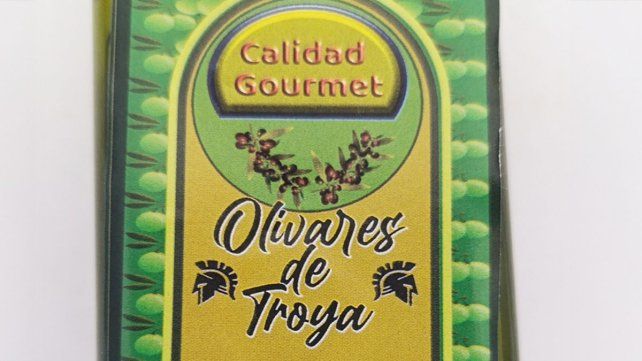 Calidad
Gourmet
Olivares
de
Troya